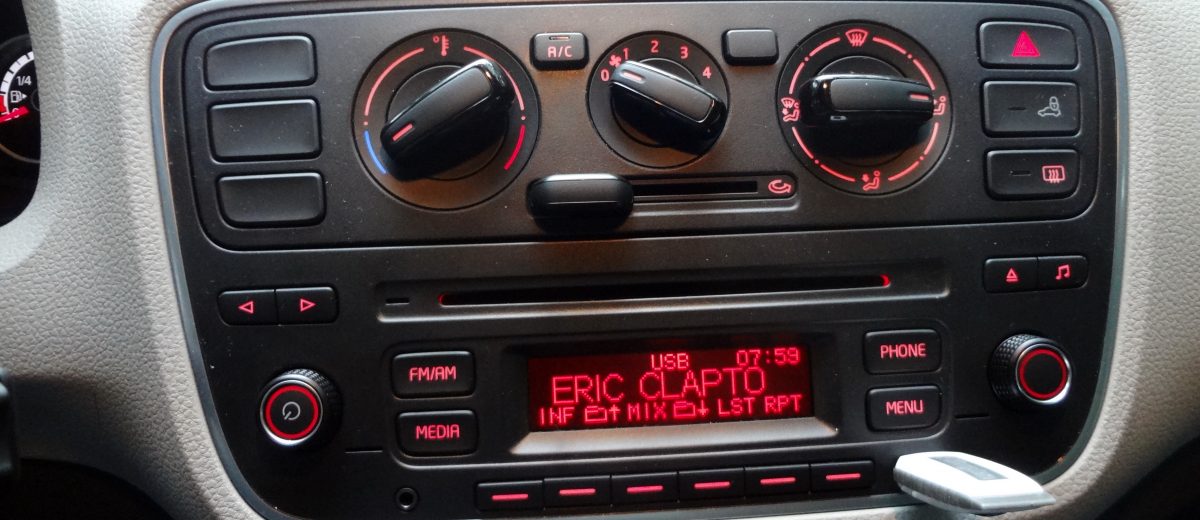 1/4
A/C
0 1 2 3 4
USB 07:59
ERIC CLAPTO
INF MIX LST RPT
FM/AM
MEDIA
PHONE
MENU